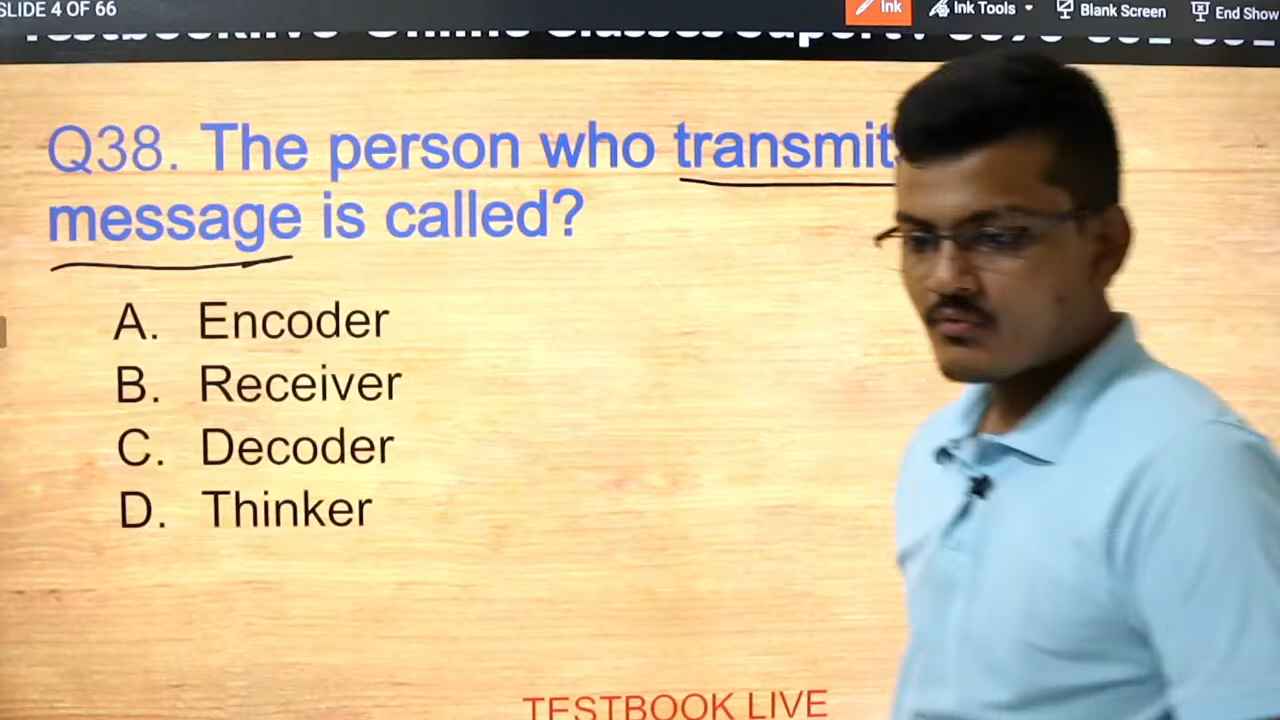 SLIDE 4 OF 66
Ink
Ink Tools
Blank Screen
End Show
Q38. The person who
message is called?
A. Encoder
B. Receiver
C. Decoder
D. Thinker
TESTBOOK LIVE